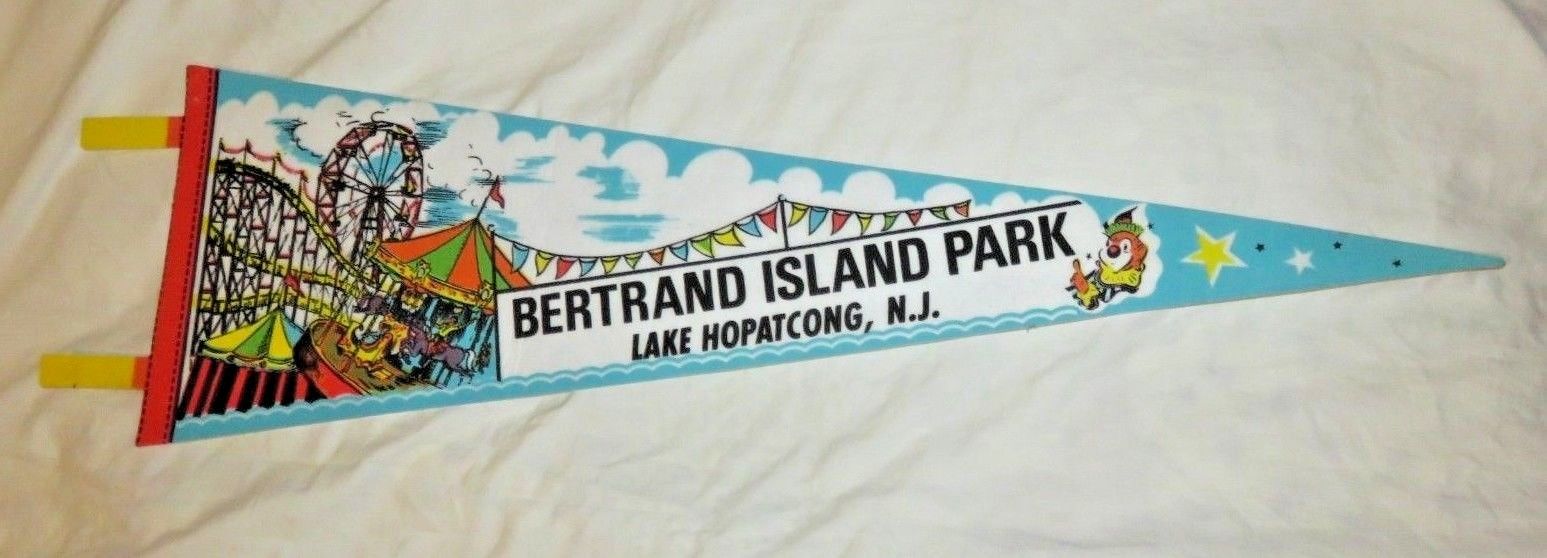 BERTRAND ISLAND PARK
LAKE HOPATCONG, N.J.